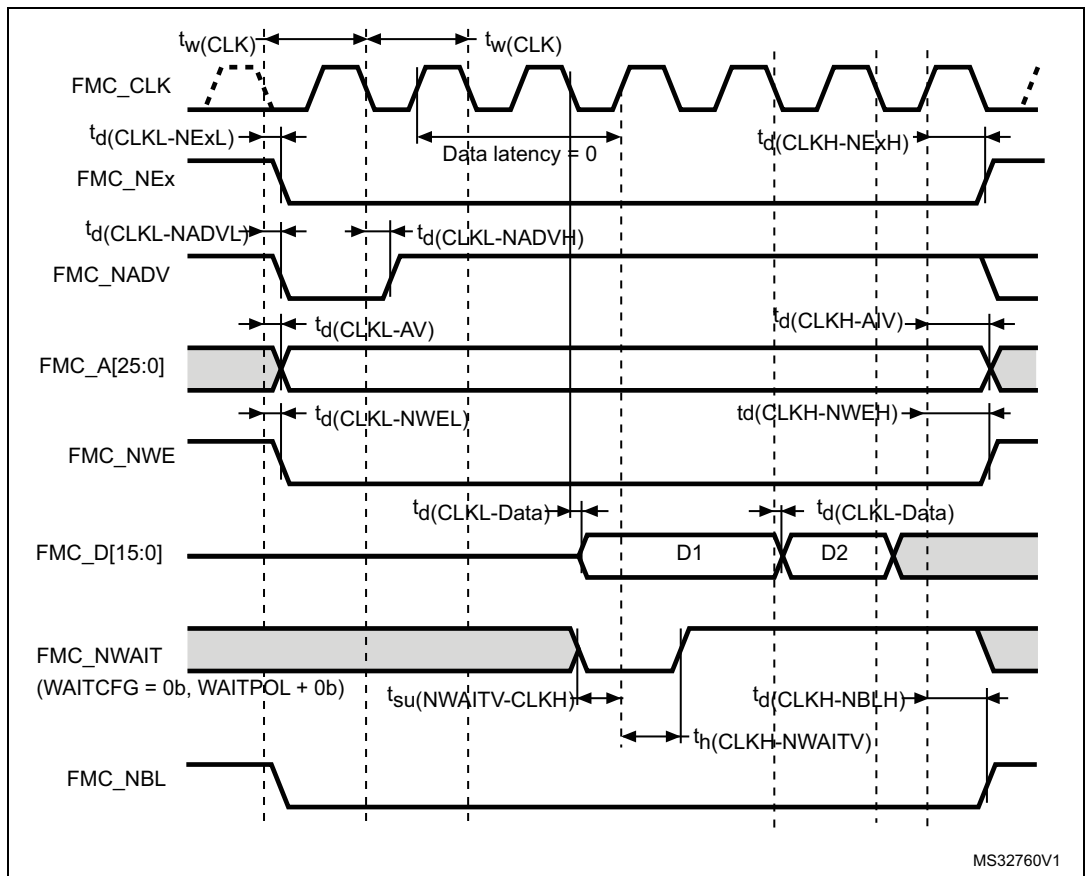 tw(CLK) tw(CLK)
FMC_CLK
td(CLKL-NExL) Data latency = 0 td(CLKH-NExH)
FMC_NEx
td(CLKL-NADVL) td(CLKL-NADVH)
FMC_NADV
td(CLKL-AV) td(CLKH-AIV)
FMC_A[25:0]
td(CLKL-NWEL) td(CLKH-NWEH)
FMC_NWE
td(CLKL-Data) td(CLKL-Data)
FMC_D[15:0] D1 D2
FMC_NWAIT
(WAITCFG = 0b, WAITPOL + 0b)
tsu(NWAITV-CLKH) td(CLKH-NBLH)
th(CLKH-NWAITV)
FMC_NBL
MS32760V1